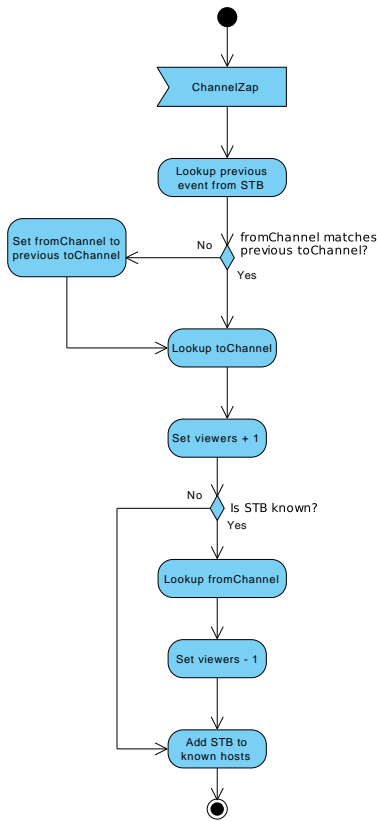 ChannelZap
Lookup previous
event from STB
fromChannel matches
previous toChannel?
No
Yes
Set fromChannel to
previous toChannel
Lookup toChannel
Set viewers + 1
No
Is STB known?
Yes
Lookup fromChannel
Set viewers - 1
Add STB to
known hosts